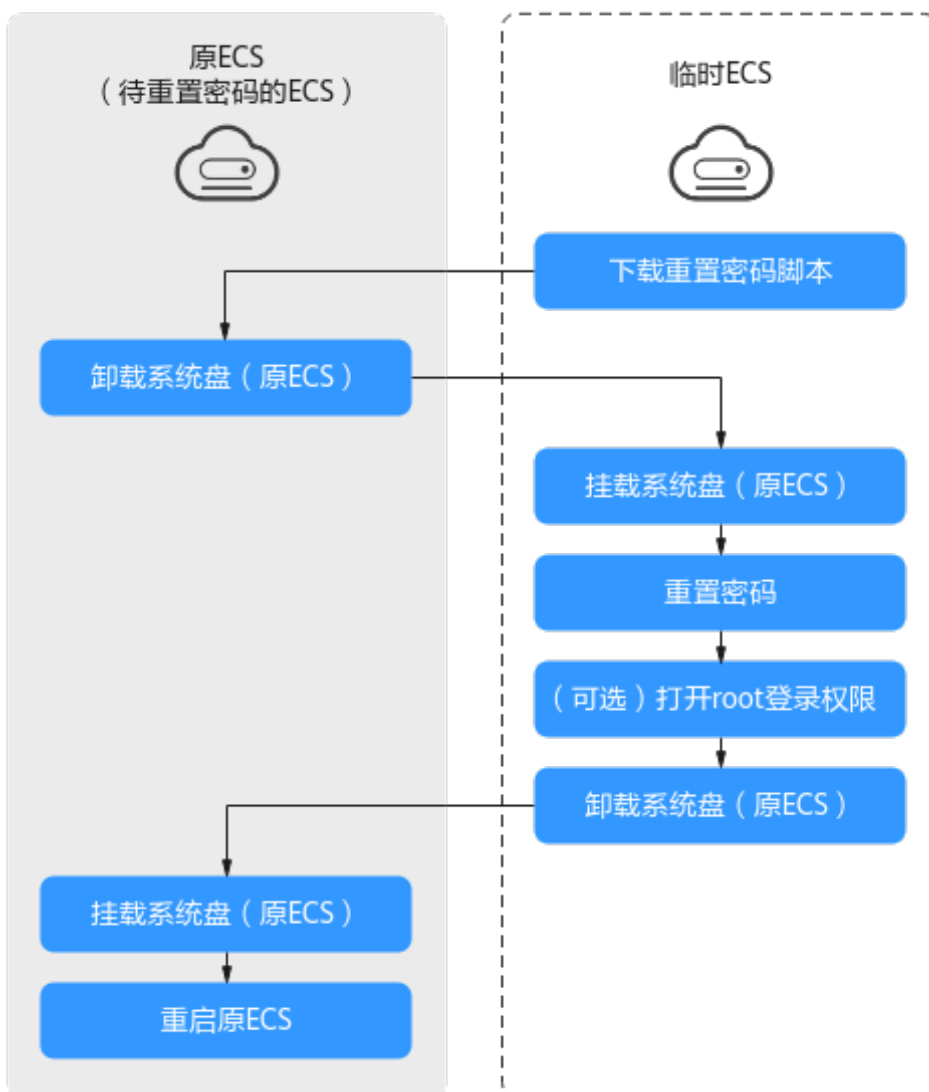 原ECS
（待重置密码的ECS）
临时ECS
下载重置密码脚本
卸载系统盘（原ECS）
挂载系统盘（原ECS）
重置密码
（可选）打开root登录权限
卸载系统盘（原ECS）
挂载系统盘（原ECS）
重启原ECS